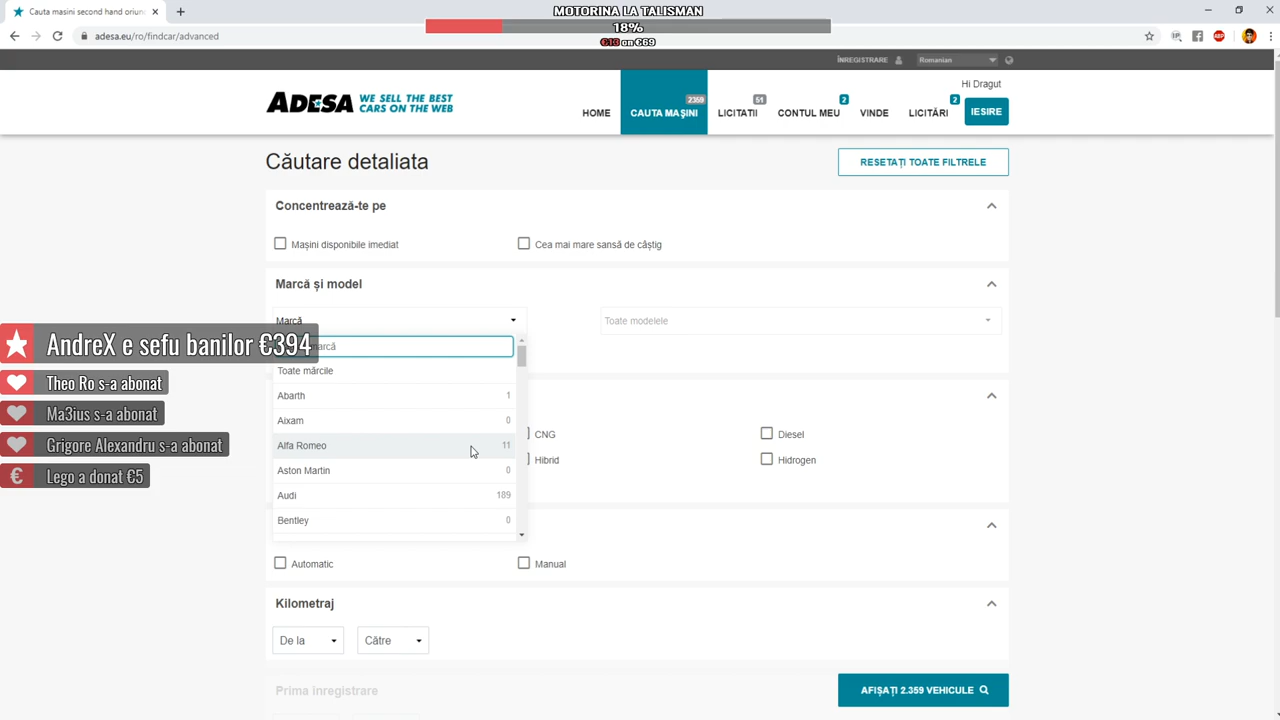 Cauta masini second hand oriun
MOTORINA LA TALISMAN
18%
€13 on €69
adesa.eu/ro/findcar/advanced
ÎNREGISTRARE
Romanian
Hi Dragut
ADESA WE SELL THE BEST CARS ON THE WEB
HOME
CAUTA MAȘINI 2359
LICITATII 51
CONTUL MEU 2
VINDE
LICITĂRI 2
IESIRE
Căutare detaliata
RESETAȚI TOATE FILTRELE
Concentrează-te pe
Mașini disponibile imediat
Cea mai mare sansă de câștig
Marcă și model
Marcă
Toate modelele
AndreX e sefu banilor €394
marcă
Toate mărcile
Theo Ro s-a abonat
Abarth 1
Ma3ius s-a abonat
Aixam 0
CNG
Diesel
Grigore Alexandru s-a abonat
Alfa Romeo 11
Hibrid
Hidrogen
Lego a donat €5
Aston Martin 0
Audi 189
Bentley 0
Automatic
Manual
Kilometraj
De la
Către
Prima înregistrare
AFIȘAȚI 2.359 VEHICULE